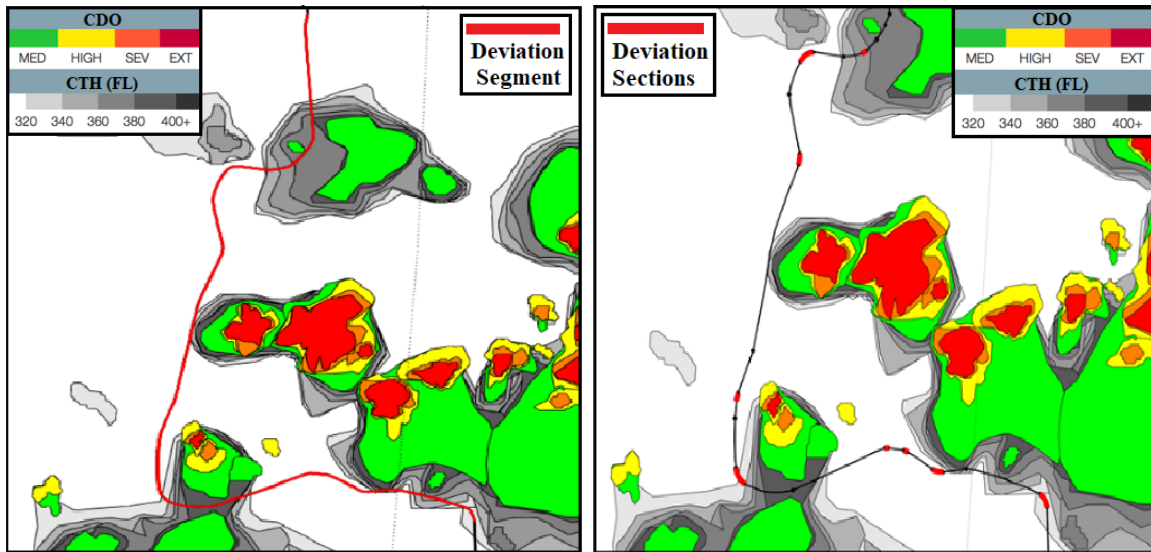 CDO
MED HIGH SEV EXT
CTH (FL)
320 340 360 380 400+
Deviation
Segment
Deviation
Sections
CDO
MED HIGH SEV EXT
CTH (FL)
320 340 360 380 400+